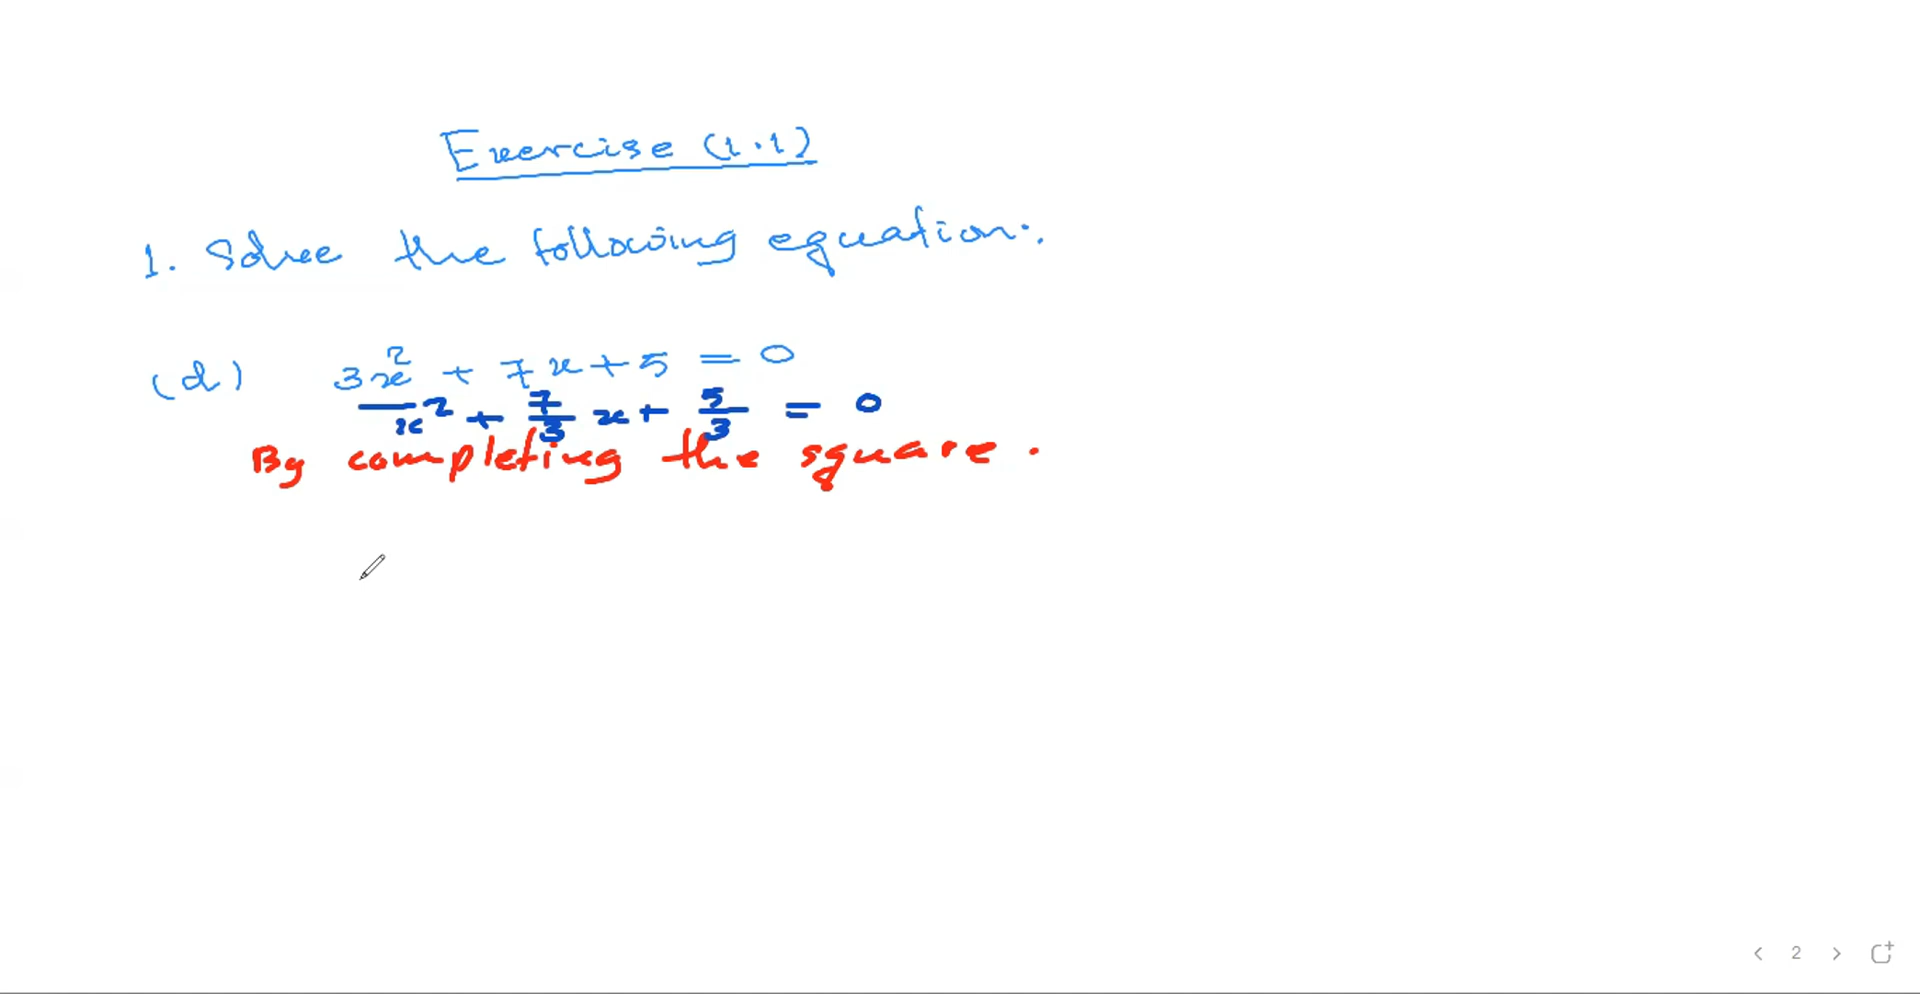 Exercise (1.1)
1. Solve the following equation.
(d) 3x² + 7x + 5 = 0
x² + 7/3 x + 5/3 = 0
By completing the square.
2